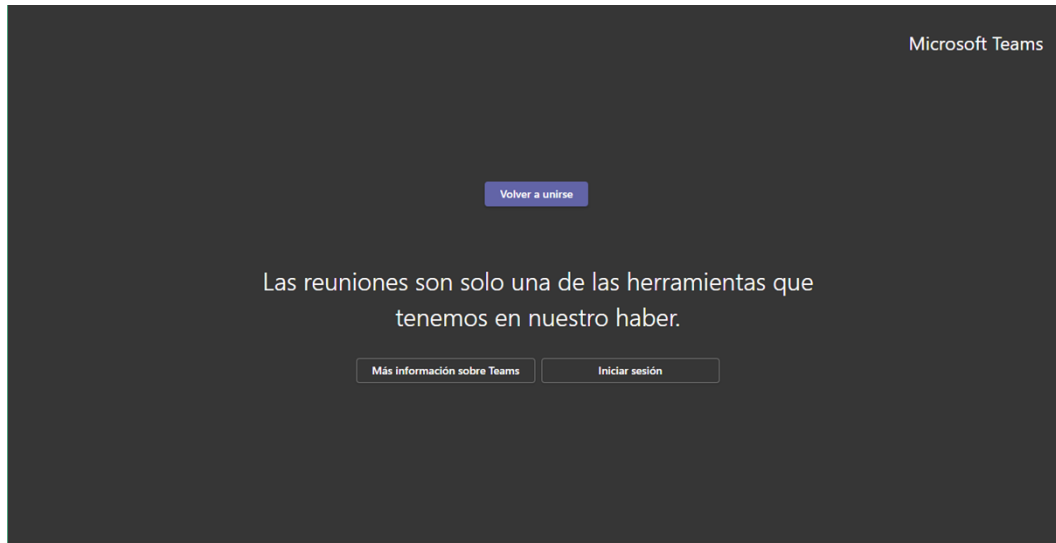 Microsoft Teams
Volver a unirse
Las reuniones son solo una de las herramientas que
tenemos en nuestro haber.
Más información sobre Teams
Iniciar sesión